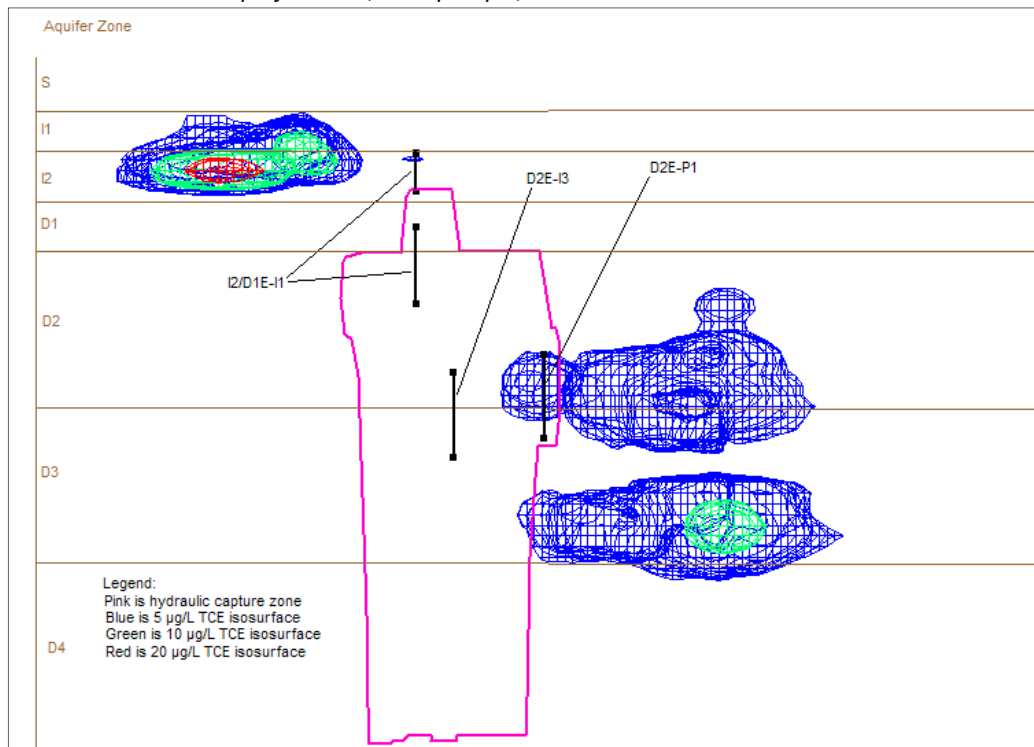 Aquifer Zone
S
I1
I2
D2E-I3
D2E-P1
D1
I2/D1E-I1
D2
D3
Legend:
Pink is hydraulic capture zone
Blue is 5 µg/L TCE isosurface
Green is 10 µg/L TCE isosurface
Red is 20 µg/L TCE isosurface
D4